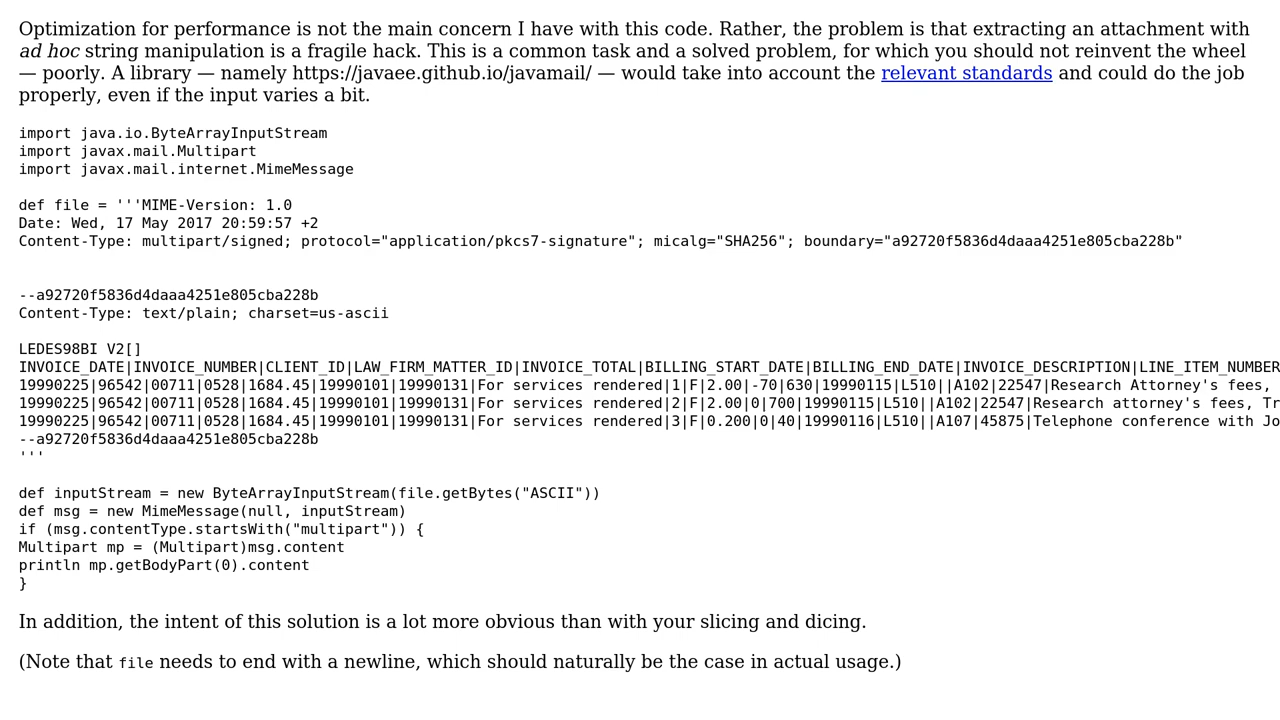 Optimization for performance is not the main concern I have with this code. Rather, the problem is that extracting an attachment with
ad hoc string manipulation is a fragile hack. This is a common task and a solved problem, for which you should not reinvent the wheel
— poorly. A library — namely https://javaee.github.io/javamail/ — would take into account the relevant standards and could do the job
properly, even if the input varies a bit.
import java.io.ByteArrayInputStream
import javax.mail.Multipart
import javax.mail.internet.MimeMessage
def file = '''MIME-Version: 1.0
Date: Wed, 17 May 2017 20:59:57 +2
Content-Type: multipart/signed; protocol="application/pkcs7-signature"; micalg="SHA256"; boundary="a92720f5836d4daaa4251e805cba228b"
--a92720f5836d4daaa4251e805cba228b
Content-Type: text/plain; charset=us-ascii
LEDES98BI V2[]
INVOICE_DATE|INVOICE_NUMBER|CLIENT_ID|LAW_FIRM_MATTER_ID|INVOICE_TOTAL|BILLING_START_DATE|BILLING_END_DATE|INVOICE_DESCRIPTION|LINE_ITEM_NUMBER
19990225|96542|00711|0528|1684.45|19990101|19990131|For services rendered|1|F|2.00|-70|630|19990115|L510||A102|22547|Research Attorney's fees,
19990225|96542|00711|0528|1684.45|19990101|19990131|For services rendered|2|F|2.00|0|700|19990115|L510||A102|22547|Research attorney's fees, Tr
19990225|96542|00711|0528|1684.45|19990101|19990131|For services rendered|3|F|0.200|0|40|19990116|L510||A107|45875|Telephone conference with Jo
--a92720f5836d4daaa4251e805cba228b
'''
def inputStream = new ByteArrayInputStream(file.getBytes("ASCII"))
def msg = new MimeMessage(null, inputStream)
if (msg.contentType.startsWith("multipart")) {
Multipart mp = (Multipart)msg.content
println mp.getBodyPart(0).content
}
In addition, the intent of this solution is a lot more obvious than with your slicing and dicing.
(Note that file needs to end with a newline, which should naturally be the case in actual usage.)